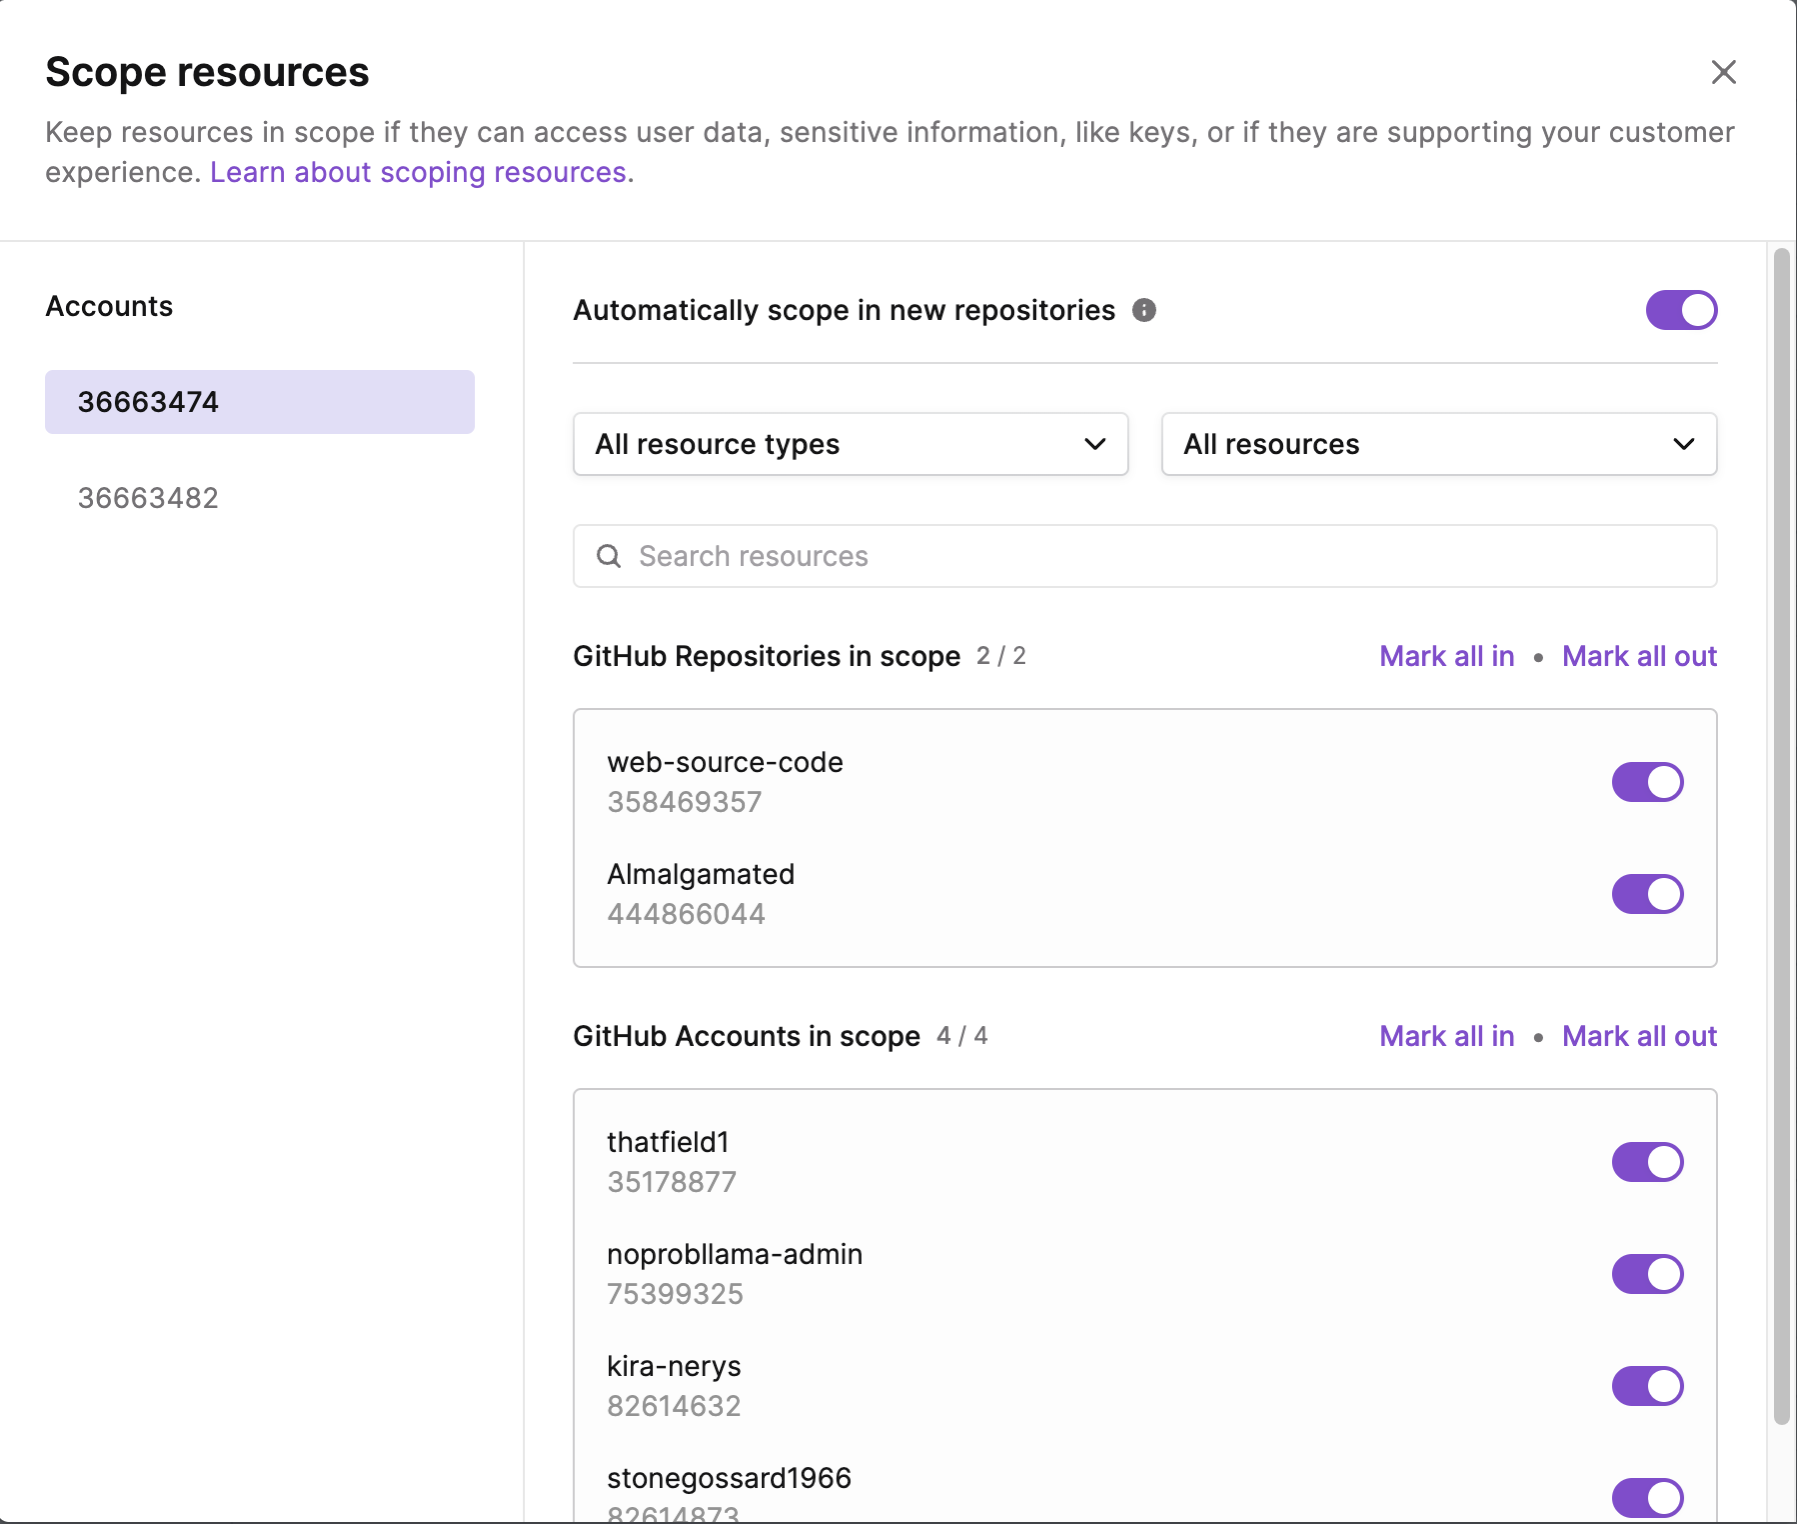 Scope resources
Keep resources in scope if they can access user data, sensitive information, like keys, or if they are supporting your customer
experience. Learn about scoping resources.
Accounts
36663474
36663482
Automatically scope in new repositories
All resource types
All resources
Search resources
GitHub Repositories in scope 2 / 2
Mark all in • Mark all out
web-source-code
358469357
Almalgamated
444866044
GitHub Accounts in scope 4 / 4
Mark all in • Mark all out
thatfield1
35178877
noprobllama-admin
75399325
kira-nerys
82614632
stonegossard1966
82614873